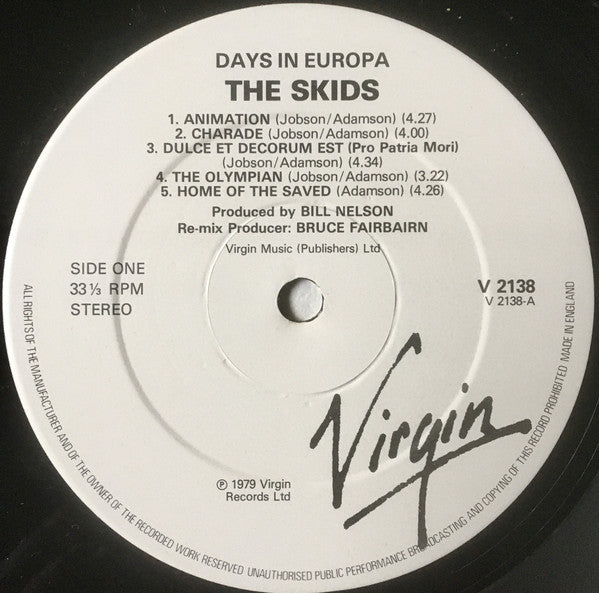 DAYS IN EUROPA
THE SKIDS
1. ANIMATION (Jobson/Adamson) (4.27)
2. CHARADE (Jobson/Adamson) (4.00)
3. DULCE ET DECORUM EST (Pro Patria Mori)
(Jobson/Adamson) (4.34)
4. THE OLYMPIAN (Jobson/Adamson) (3.22)
5. HOME OF THE SAVED (Adamson) (4.26)
Produced by BILL NELSON
Re-mix Producer: BRUCE FAIRBAIRN
Virgin Music (Publishers) Ltd
SIDE ONE
33⅓ RPM
STEREO
V 2138
V 2138-A
Virgin
℗ 1979 Virgin
Records Ltd
ALL RIGHTS OF THE MANUFACTURER AND OF THE OWNER OF THE RECORDED WORK RESERVED. UNAUTHORISED PUBLIC PERFORMANCE BROADCASTING AND COPYING OF THIS RECORD PROHIBITED. MADE IN ENGLAND